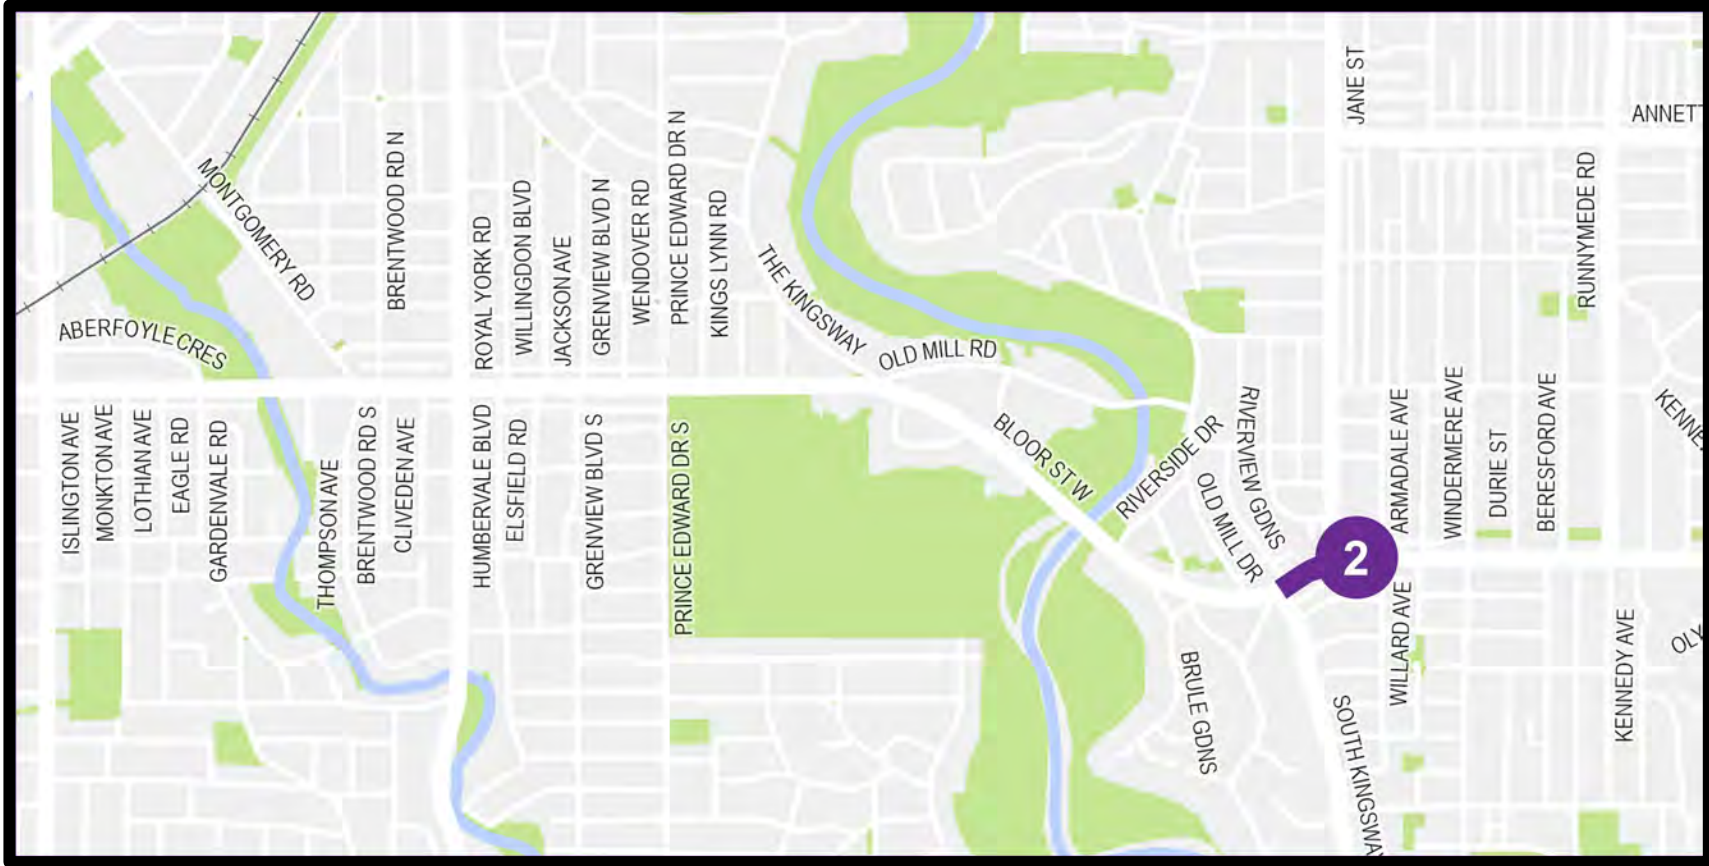 JANE ST
ANNETT
MONTGOMERY RD
BRENTWOOD RD N
ROYAL YORK RD
WILLINGDON BLVD
JACKSON AVE
GRENVIEW BLVD N
WENDOVER RD
PRINCE EDWARD DR N
KINGS LYNN RD
THE KINGSWAY
OLD MILL RD
RUNNYMEDE RD
ABERFOYLE CRES
ISLINGTON AVE
MONKTON AVE
LOTHIAN AVE
EAGLE RD
GARDENVALE RD
THOMPSON AVE
BRENTWOOD RD S
CLIVEDEN AVE
HUMBERVALE BLVD
ELSFIELD RD
GRENVIEW BLVD S
PRINCE EDWARD DR S
BLOOR ST W
RIVERSIDE DR
RIVERVIEW GDNS
OLD MILL DR
2
ARMADALE AVE
WINDERMERE AVE
DURIE ST
BERESFORD AVE
KENNE
WILLARD AVE
BRULE GDNS
SOUTH KINGSWAY
KENNEDY AVE
OLY